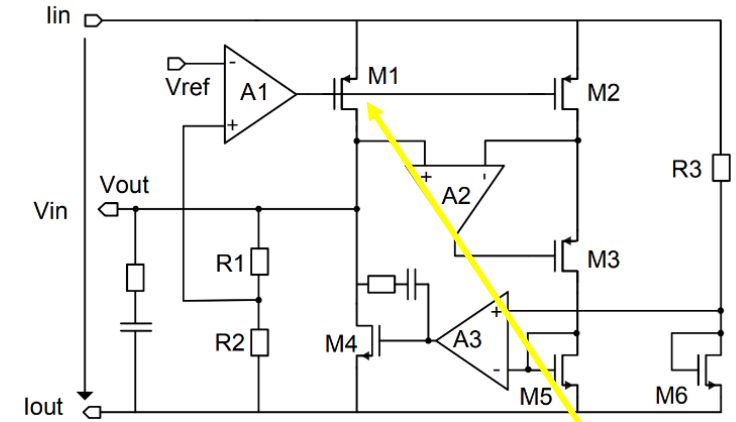 Iin
M1
Vref
-
A1
+
M2
+
-
A2
R3
Vout
Vin
R1
M3
+
R2
M4
A3
-
M5
M6
Iout